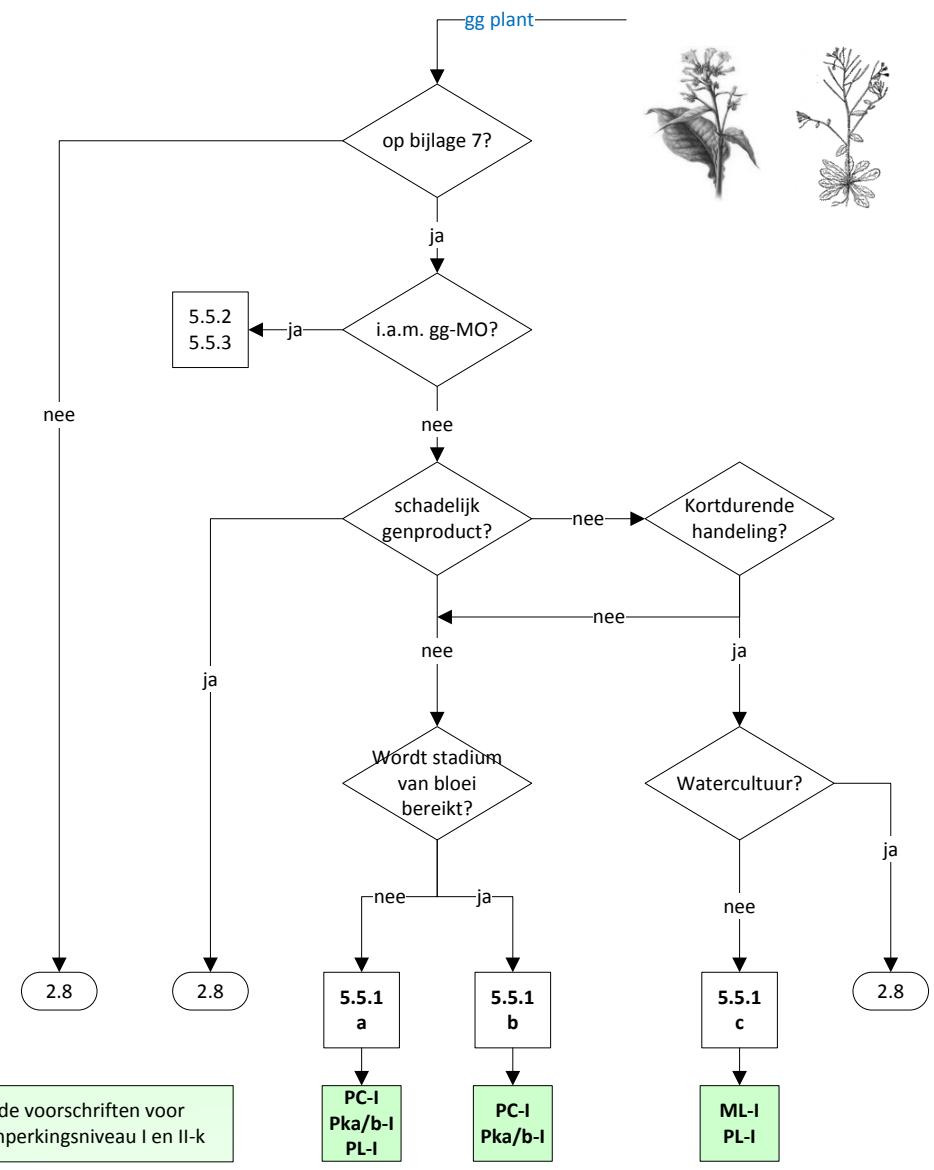 gg plant
op bijlage 7?
ja
i.a.m. gg-MO?
ja
5.5.2
5.5.3
nee
nee
schadelijk
genproduct?
nee
Kortdurende
handeling?
nee
nee
ja
ja
Wordt stadium
van bloei
bereikt?
Watercultuur?
ja
nee
ja
nee
2.8
2.8
5.5.1
a
5.5.1
b
5.5.1
c
2.8
de voorschriften voor
nperkingsniveau I en II-k
PC-I
Pka/b-I
PL-I
PC-I
Pka/b-I
ML-I
PL-I